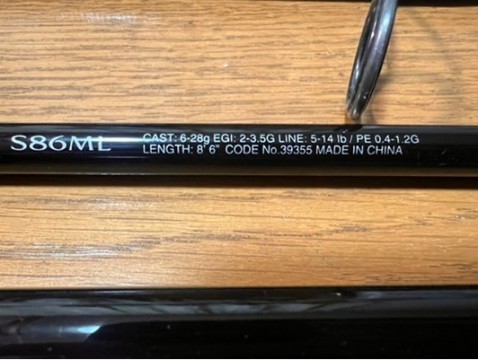 S86ML
CAST: 6-28g EGI: 2-3.5G LINE: 5-14 lb / PE 0.4-1.2G
LENGTH: 8' 6" CODE No.39355 MADE IN CHINA